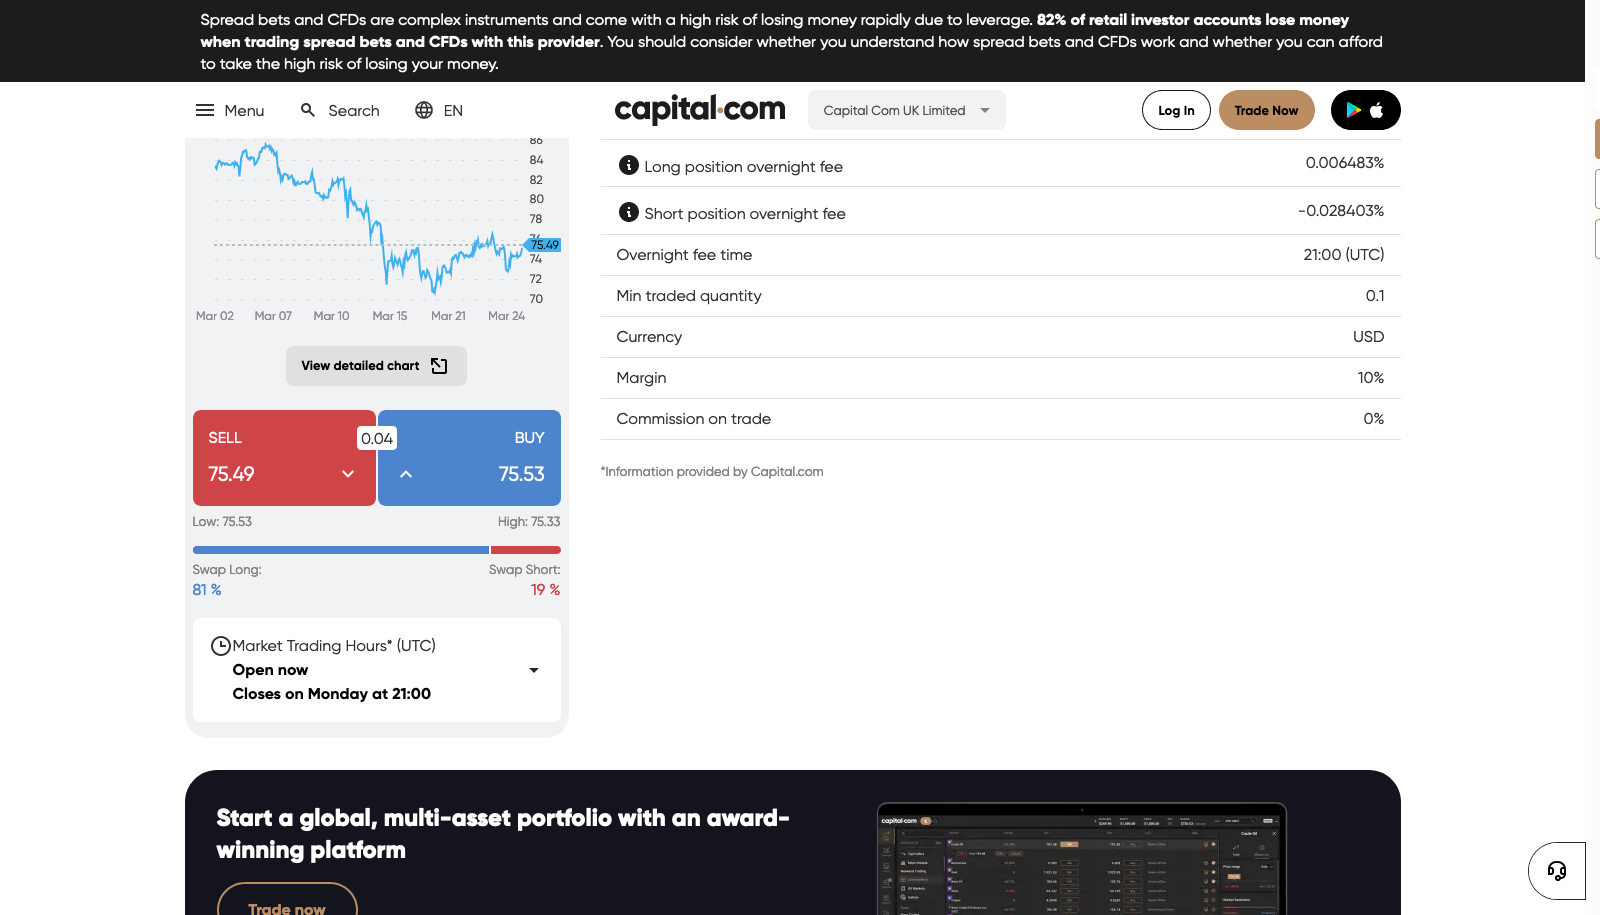 Spread bets and CFDs are complex instruments and come with a high risk of losing money rapidly due to leverage. 82% of retail investor accounts lose money
when trading spread bets and CFDs with this provider. You should consider whether you understand how spread bets and CFDs work and whether you can afford
to take the high risk of losing your money.
Menu
Search
EN
capital.com
Capital Com UK Limited
Log In
Trade Now
86
84
82
80
78
75.49
74
72
70
Mar 02 Mar 07 Mar 10 Mar 15 Mar 21 Mar 24
View detailed chart
SELL
75.49
0.04
BUY
75.53
Low: 75.53
High: 75.33
Swap Long:
81 %
Swap Short:
19 %
Market Trading Hours* (UTC)
Open now
Closes on Monday at 21:00
Long position overnight fee 0.006483%
Short position overnight fee -0.028403%
Overnight fee time 21:00 (UTC)
Min traded quantity 0.1
Currency USD
Margin 10%
Commission on trade 0%
*Information provided by Capital.com
Start a global, multi-asset portfolio with an award-
winning platform
Trade now
capital.com